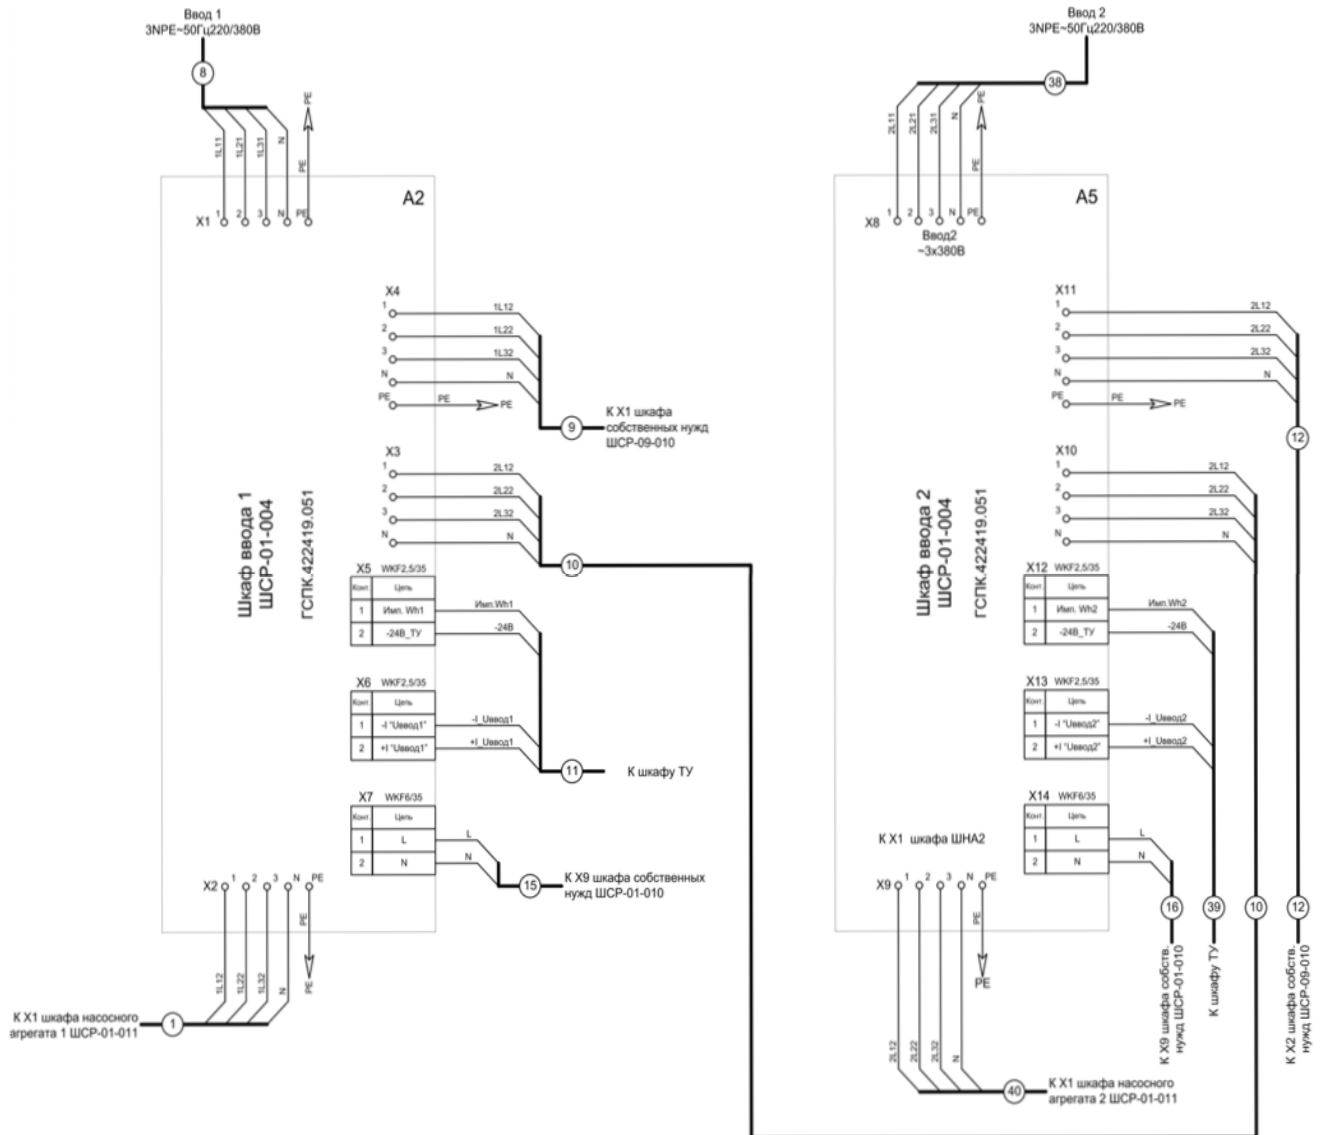 Ввод 1
3NPE~50Гц220/380В
8
1L11
1L21
1L31
N
PE
PE
A2
X1
1
2
3
N
PE
X4
1
1L12
2
1L22
3
1L32
N
N
PE
PE
PE
9
К X1 шкафа
собственных нужд
ШСР-09-010
X3
1
2L12
2
2L22
3
2L32
N
N
10
Шкаф ввода 1
ШСР-01-004
ГСПК.422419.051
X5 WKF2,5/35
Конт. Цепь
1 Имп. Wh1
Имп.Wh1
2 -24В_ТУ
-24В
X6 WKF2,5/35
Конт. Цепь
1 -I "Uввод1"
-I_Uввод1
2 +I "Uввод1"
+I_Uввод1
11
К шкафу ТУ
X7 WKF6/35
Конт. Цепь
1 L
L
2 N
N
15
К X9 шкафа собственных
нужд ШСР-01-010
X2
1
2
3
N
PE
1L12
1L22
1L32
N
PE
PE
К X1 шкафа насосного
агрегата 1 ШСР-01-011
1
Ввод 2
3NPE~50Гц220/380В
38
2L11
2L21
2L31
N
PE
PE
A5
X8
1
2
3
N
PE
Ввод2
~3x380В
X11
1
2L12
2
2L22
3
2L32
N
N
PE
PE
PE
12
X10
1
2L12
2
2L22
3
2L32
N
N
Шкаф ввода 2
ШСР-01-004
ГСПК.422419.051
X12 WKF2,5/35
Конт. Цепь
1 Имп. Wh2
Имп.Wh2
2 -24В_ТУ
-24В
X13 WKF2,5/35
Конт. Цепь
1 -I "Uввод2"
-I_Uввод2
2 +I "Uввод2"
+I_Uввод2
X14 WKF6/35
Конт. Цепь
1 L
L
2 N
N
К X1 шкафа ШНА2
X9
1
2
3
N
PE
16
39
10
12
К X9 шкафа собств.
нужд ШСР-01-010
К шкафу ТУ
К X2 шкафа собств.
нужд ШСР-09-010
2L12
2L22
2L32
N
PE
PE
40
К X1 шкафа насосного
агрегата 2 ШСР-01-011